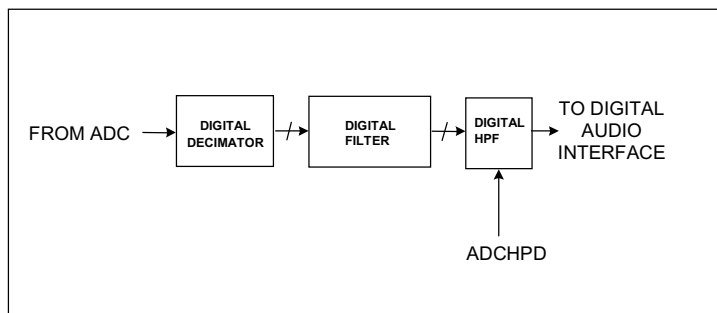 FROM ADC
DIGITAL
DECIMATOR
DIGITAL
FILTER
DIGITAL
HPF
TO DIGITAL
AUDIO
INTERFACE
ADCHPD